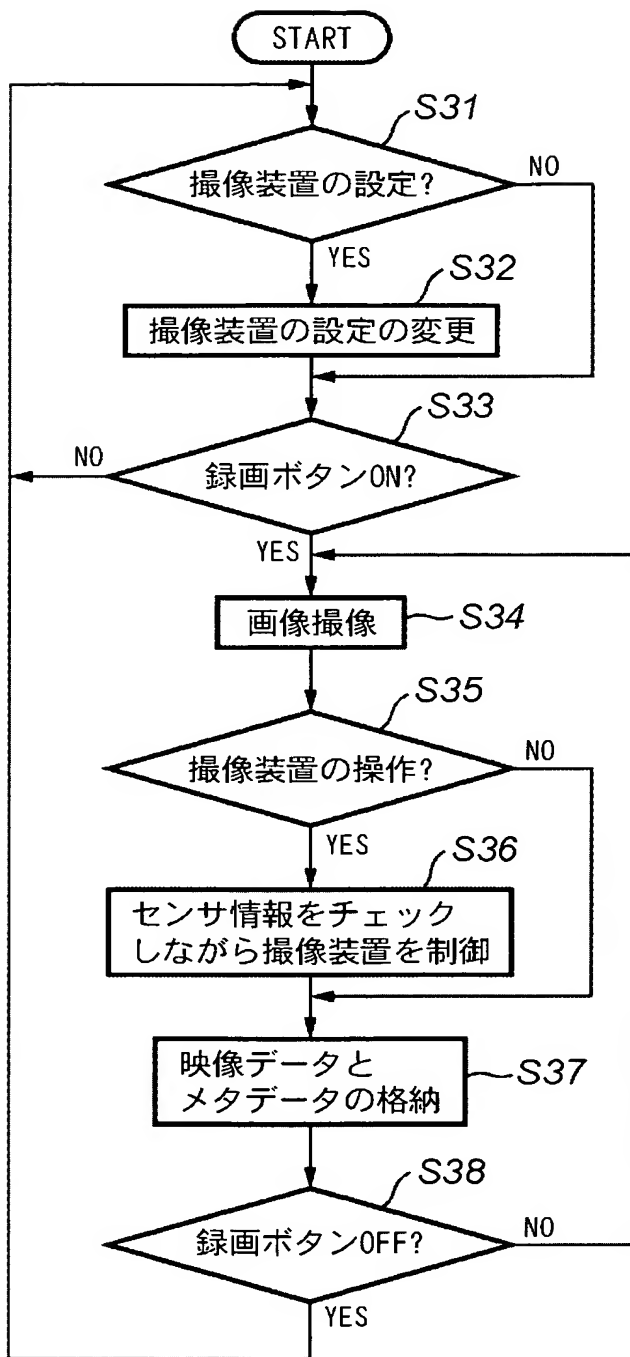 START
S31
撮像装置の設定?
NO
YES
S32
撮像装置の設定の変更
S33
NO
録画ボタンON?
YES
画像撮像
S34
S35
撮像装置の操作?
NO
YES
S36
センサ情報をチェック
しながら撮像装置を制御
映像データと
メタデータの格納
S37
S38
録画ボタンOFF?
NO
YES